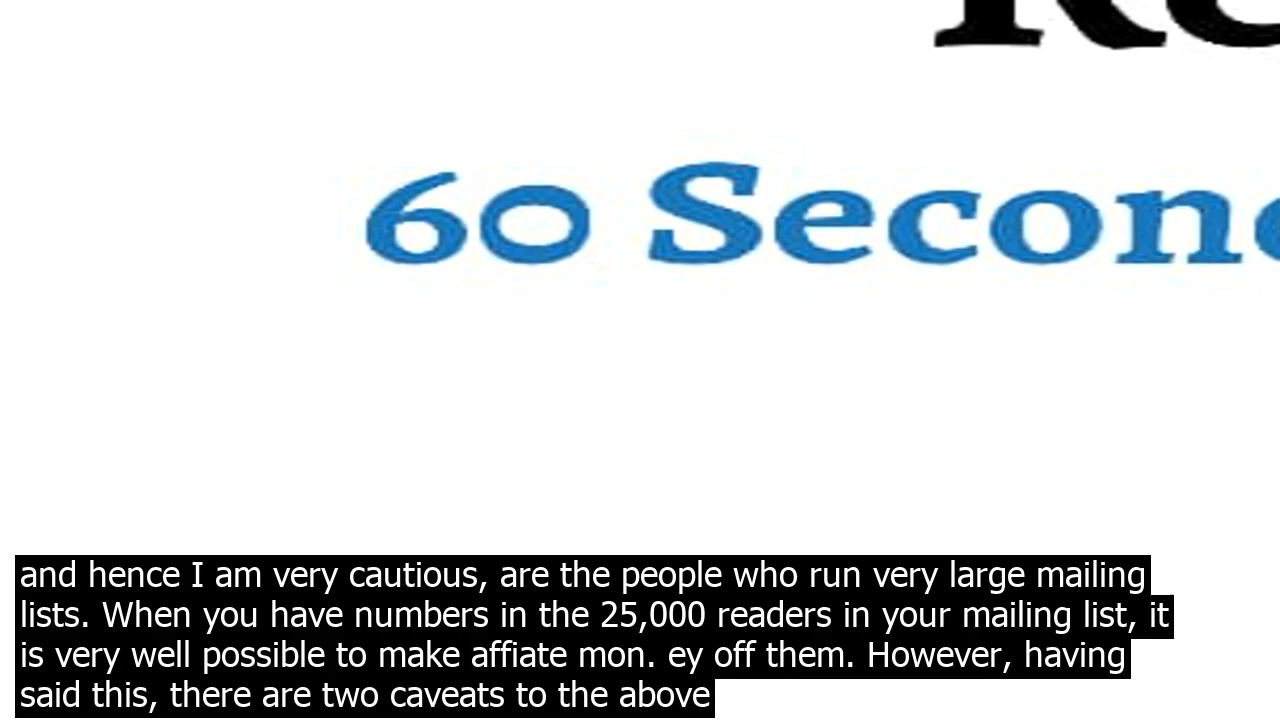 60 Secon
and hence I am very cautious, are the people who run very large mailing
lists. When you have numbers in the 25,000 readers in your mailing list, it
is very well possible to make affiate mon. ey off them. However, having
said this, there are two caveats to the above